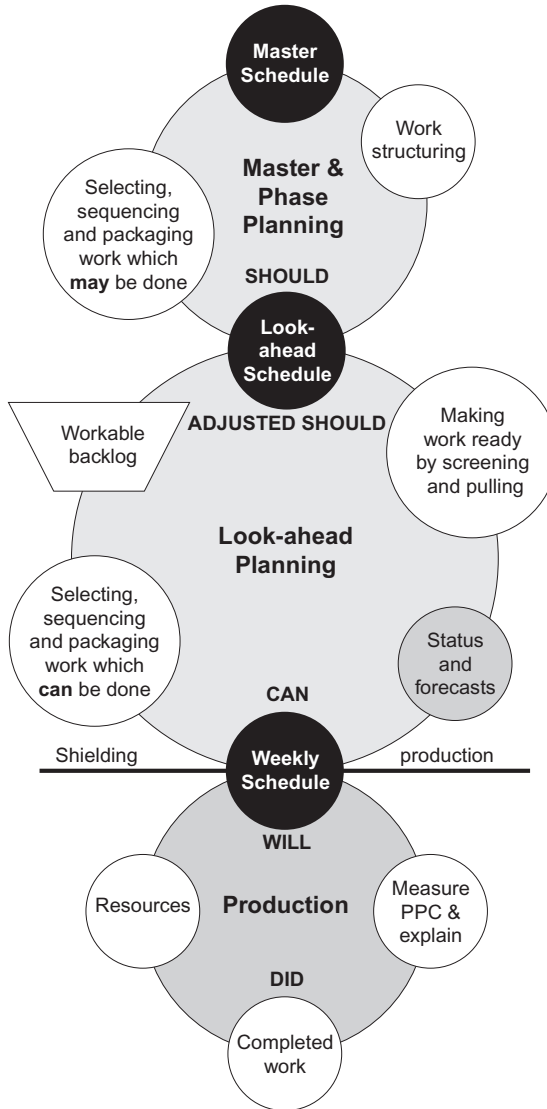 Master
Schedule
Work
structuring
Master &
Phase
Planning
Selecting,
sequencing
and packaging
work which
may be done
SHOULD
Look-
ahead
Schedule
ADJUSTED SHOULD
Workable
backlog
Making
work ready
by screening
and pulling
Look-ahead
Planning
Selecting,
sequencing
and packaging
work which
can be done
Status
and
forecasts
CAN
Shielding
Weekly
Schedule
production
WILL
Resources
Production
Measure
PPC &
explain
DID
Completed
work